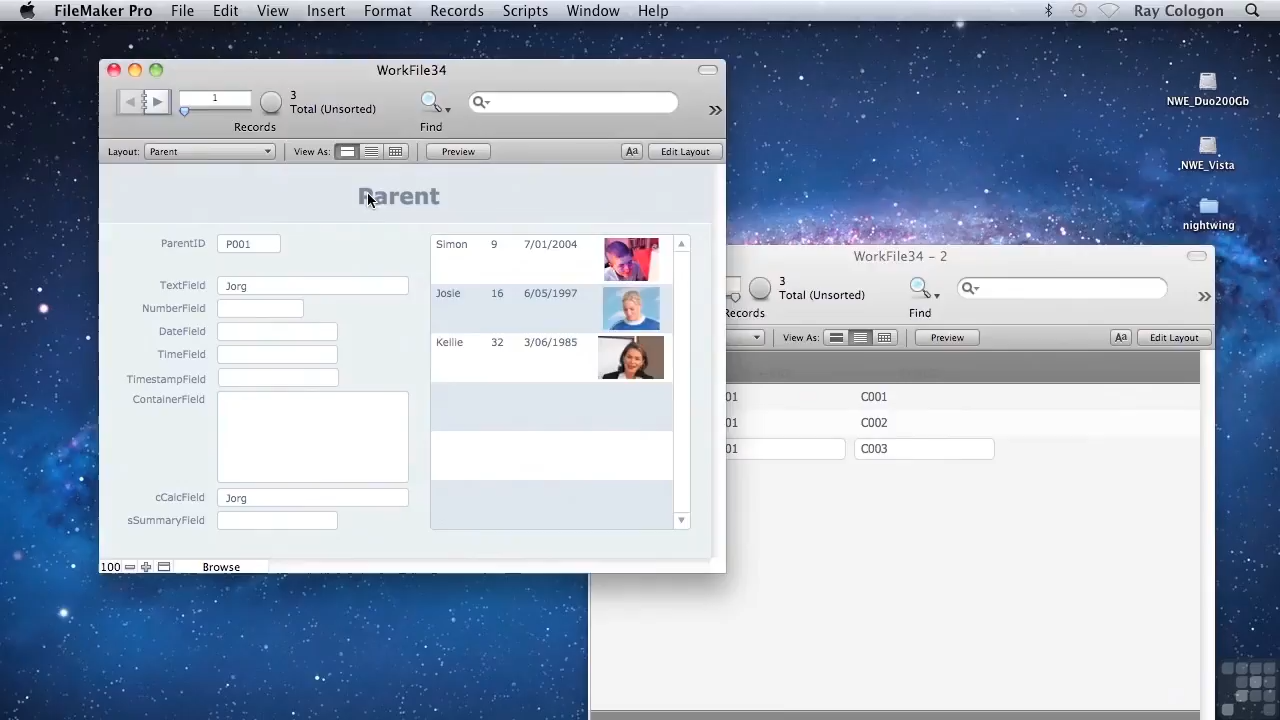 FileMaker Pro File Edit View Insert Format Records Scripts Window Help Ray Cologon
WorkFile34
1
3
Total (Unsorted)
Records
Find
Layout: Parent View As: Preview Aa Edit Layout
Parent
ParentID P001
TextField Jorg
NumberField
DateField
TimeField
TimestampField
ContainerField
cCalcField Jorg
sSummaryField
Simon 9 7/01/2004
Josie 16 6/05/1997
Kellie 32 3/06/1985
100 Browse
WorkFile34 - 2
3
Total (Unsorted)
Records
Find
View As: Preview Aa Edit Layout
01 C001
01 C002
01 C003
NWE_Duo200Gb
NWE_Vista
nightwing